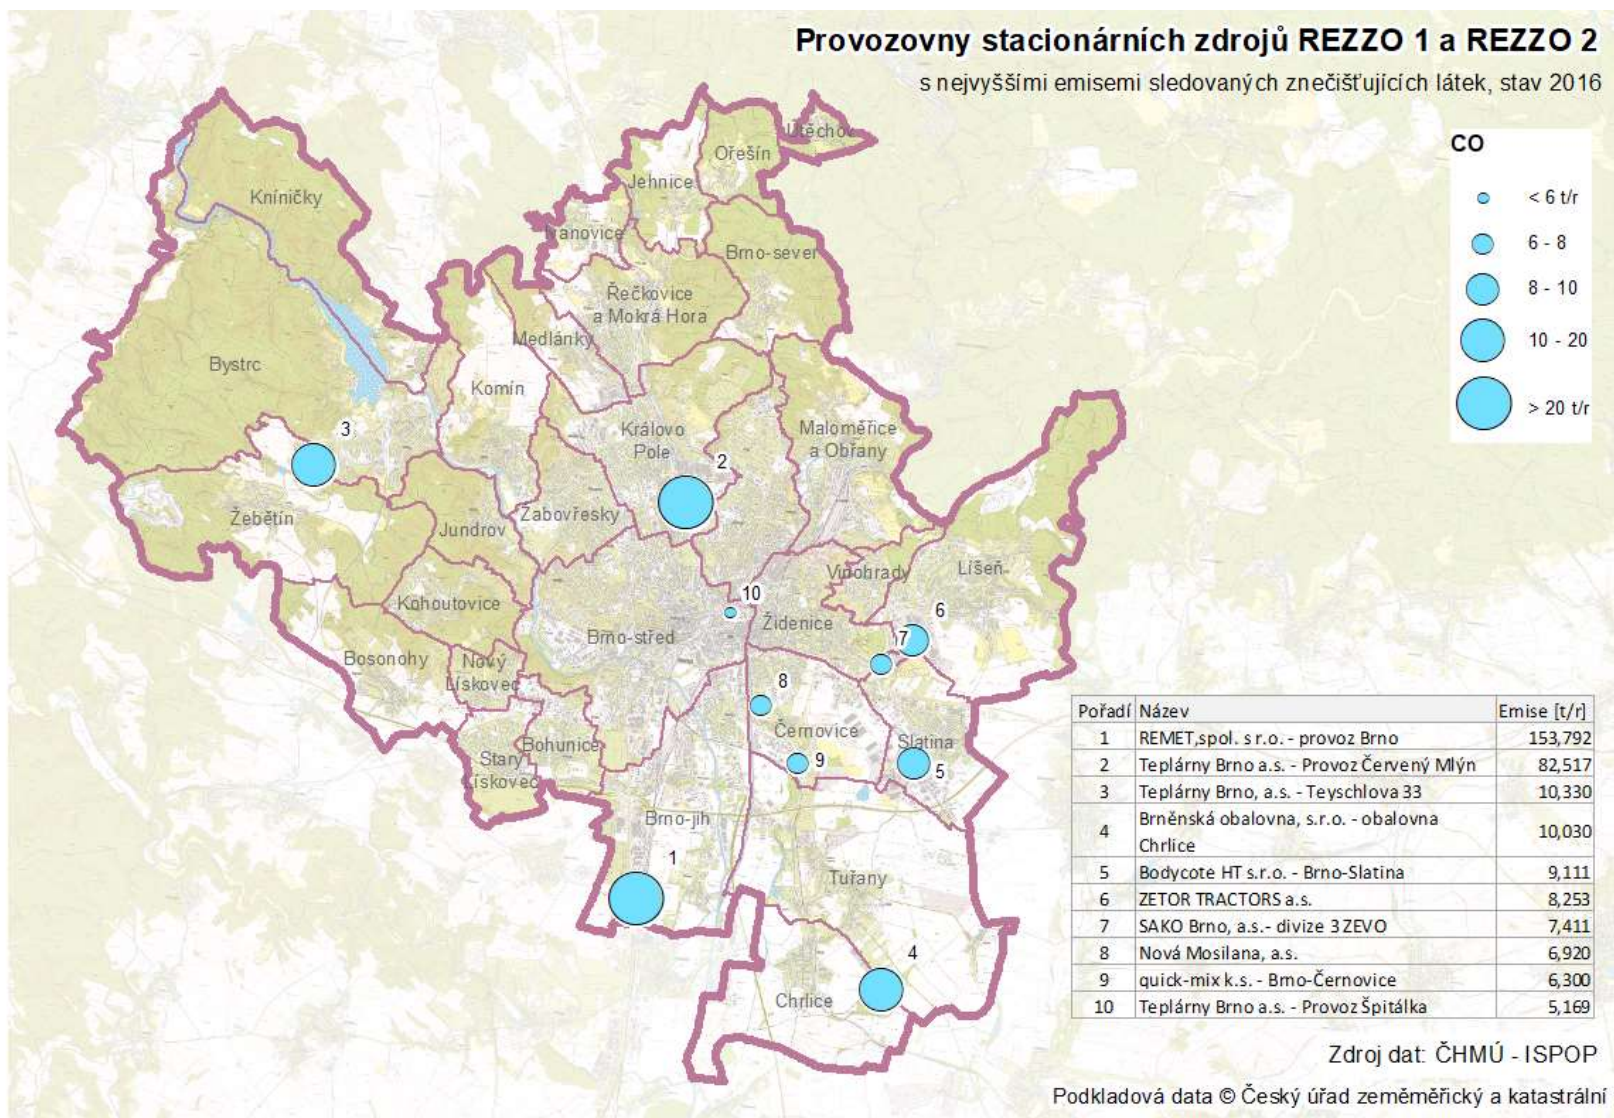 Provozovny stacionárních zdrojů REZZO 1 a REZZO 2
s nejvyššími emisemi sledovaných znečišťujících látek, stav 2016
CO
< 6 t/r
6 - 8
8 - 10
10 - 20
> 20 t/r
Útěchov
Ořešín
Jehnice
Kníničky
Ivanovice
Brno-sever
Řečkovice
a Mokrá Hora
Medlánky
Bystrc
Komín
3
Královo
Pole
Maloměřice
a Obřany
2
Žebětín
Jundrov
Žabovřesky
Vinohrady
Líšeň
10
Kohoutovice
6
Židenice
Brno-střed
7
Bosonohy
Nový
Lískovec
8
Černovice
Slatina
Bohunice
Starý
Lískovec
9
5
Brno-jih
1
Tuřany
4
Chrlice
Pořadí Název Emise [t/r]
1 REMET,spol. s r.o. - provoz Brno 153,792
2 Teplárny Brno a.s. - Provoz Červený Mlýn 82,517
3 Teplárny Brno, a.s. - Teyschlova 33 10,330
4 Brněnská obalovna, s.r.o. - obalovna
Chrlice 10,030
5 Bodycote HT s.r.o. - Brno-Slatina 9,111
6 ZETOR TRACTORS a.s. 8,253
7 SAKO Brno, a.s.- divize 3 ZEVO 7,411
8 Nová Mosilana, a.s. 6,920
9 quick-mix k.s. - Brno-Černovice 6,300
10 Teplárny Brno a.s. - Provoz Špitálka 5,169
Zdroj dat: ČHMÚ - ISPOP
Podkladová data © Český úřad zeměměřický a katastrální